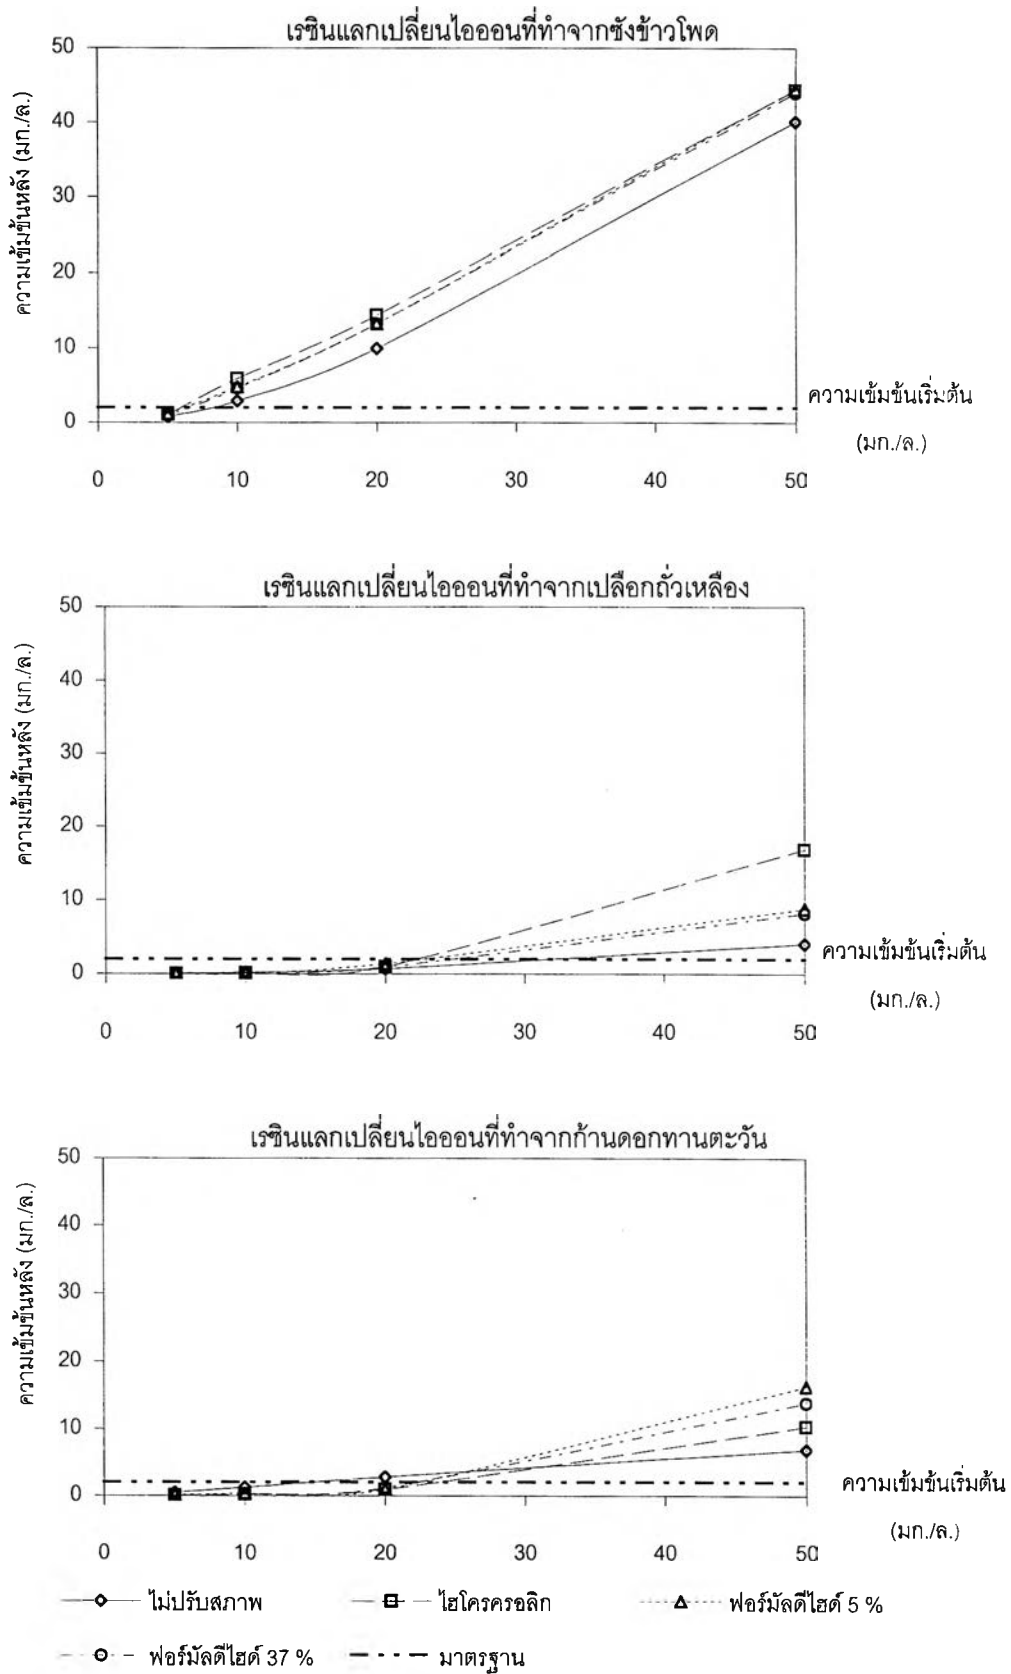 เรซินแลกเปลี่ยนไอออนที่ทำจากซังข้าวโพด
ความเข้มข้นหลัง (มก./ล.)
50
40
30
20
10
0
0 10 20 30 40 50
ความเข้มข้นเริ่มต้น
(มก./ล.)
เรซินแลกเปลี่ยนไอออนที่ทำจากเปลือกถั่วเหลือง
ความเข้มข้นหลัง (มก./ล.)
50
40
30
20
10
0
0 10 20 30 40 50
ความเข้มข้นเริ่มต้น
(มก./ล.)
เรซินแลกเปลี่ยนไอออนที่ทำจากก้านดอกทานตะวัน
ความเข้มข้นหลัง (มก./ล.)
50
40
30
20
10
0
0 10 20 30 40 50
ความเข้มข้นเริ่มต้น
(มก./ล.)
ไม่ปรับสภาพ ไฮโครครอลิก ฟอร์มัลดีไฮด์ 5 %
ฟอร์มัลดีไฮด์ 37 % มาตรฐาน